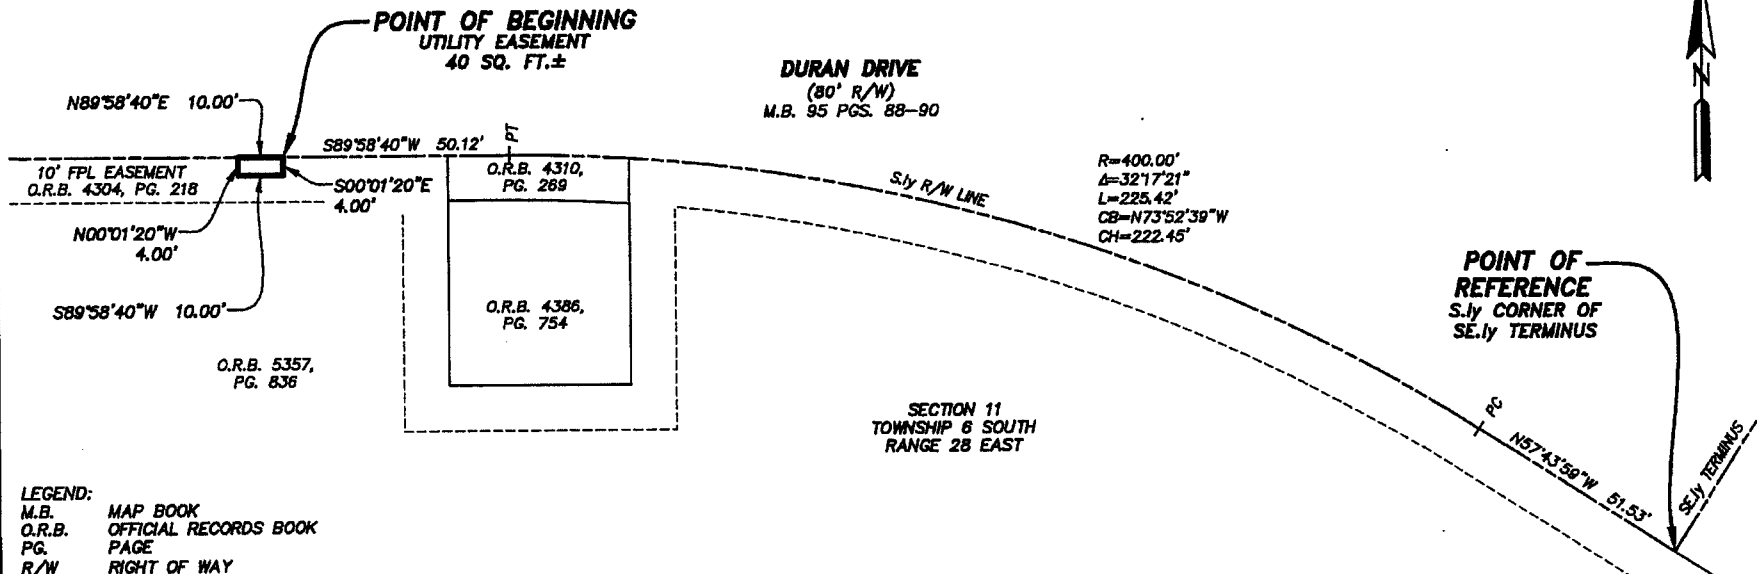 POINT OF BEGINNING
UTILITY EASEMENT
40 SQ. FT.±
DURAN DRIVE
(80' R/W)
M.B. 95 PGS. 88-90
N
N89°58'40"E 10.00'
S89°58'40"W 50.12'
PT
10' FPL EASEMENT
O.R.B. 4304, PG. 218
S00°01'20"E
4.00'
O.R.B. 4310,
PG. 269
S.ly R/W LINE
R=400.00'
Δ=32°17'21"
L=225.42'
CB=N73°52'39"W
CH=222.45'
N00°01'20"W
4.00'
S89°58'40"W 10.00'
O.R.B. 4386,
PG. 754
POINT OF
REFERENCE
S.ly CORNER OF
SE.ly TERMINUS
O.R.B. 5357,
PG. 836
SECTION 11
TOWNSHIP 6 SOUTH
RANGE 28 EAST
PC
N57°43'59"W 51.53'
SE.ly TERMINUS
LEGEND:
M.B. MAP BOOK
O.R.B. OFFICIAL RECORDS BOOK
PG. PAGE
R/W RIGHT OF WAY